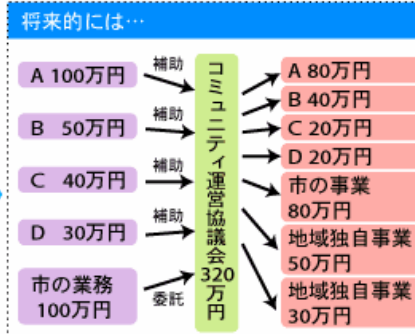 将来的には…
A 100万円
B 50万円
C 40万円
D 30万円
市の業務
100万円
補助
補助
補助
補助
委託
コミュニティ運営協議会320万円
A 80万円
B 40万円
C 20万円
D 20万円
市の事業
80万円
地域独自事業
50万円
地域独自事業
30万円